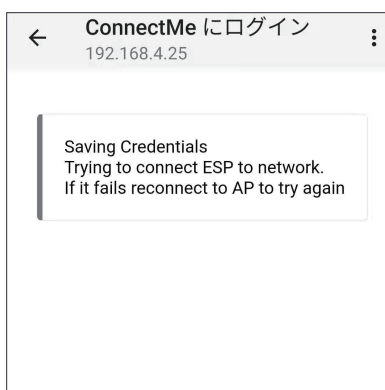 ConnectMe にログイン
192.168.4.25
Saving Credentials
Trying to connect ESP to network.
If it fails reconnect to AP to try again